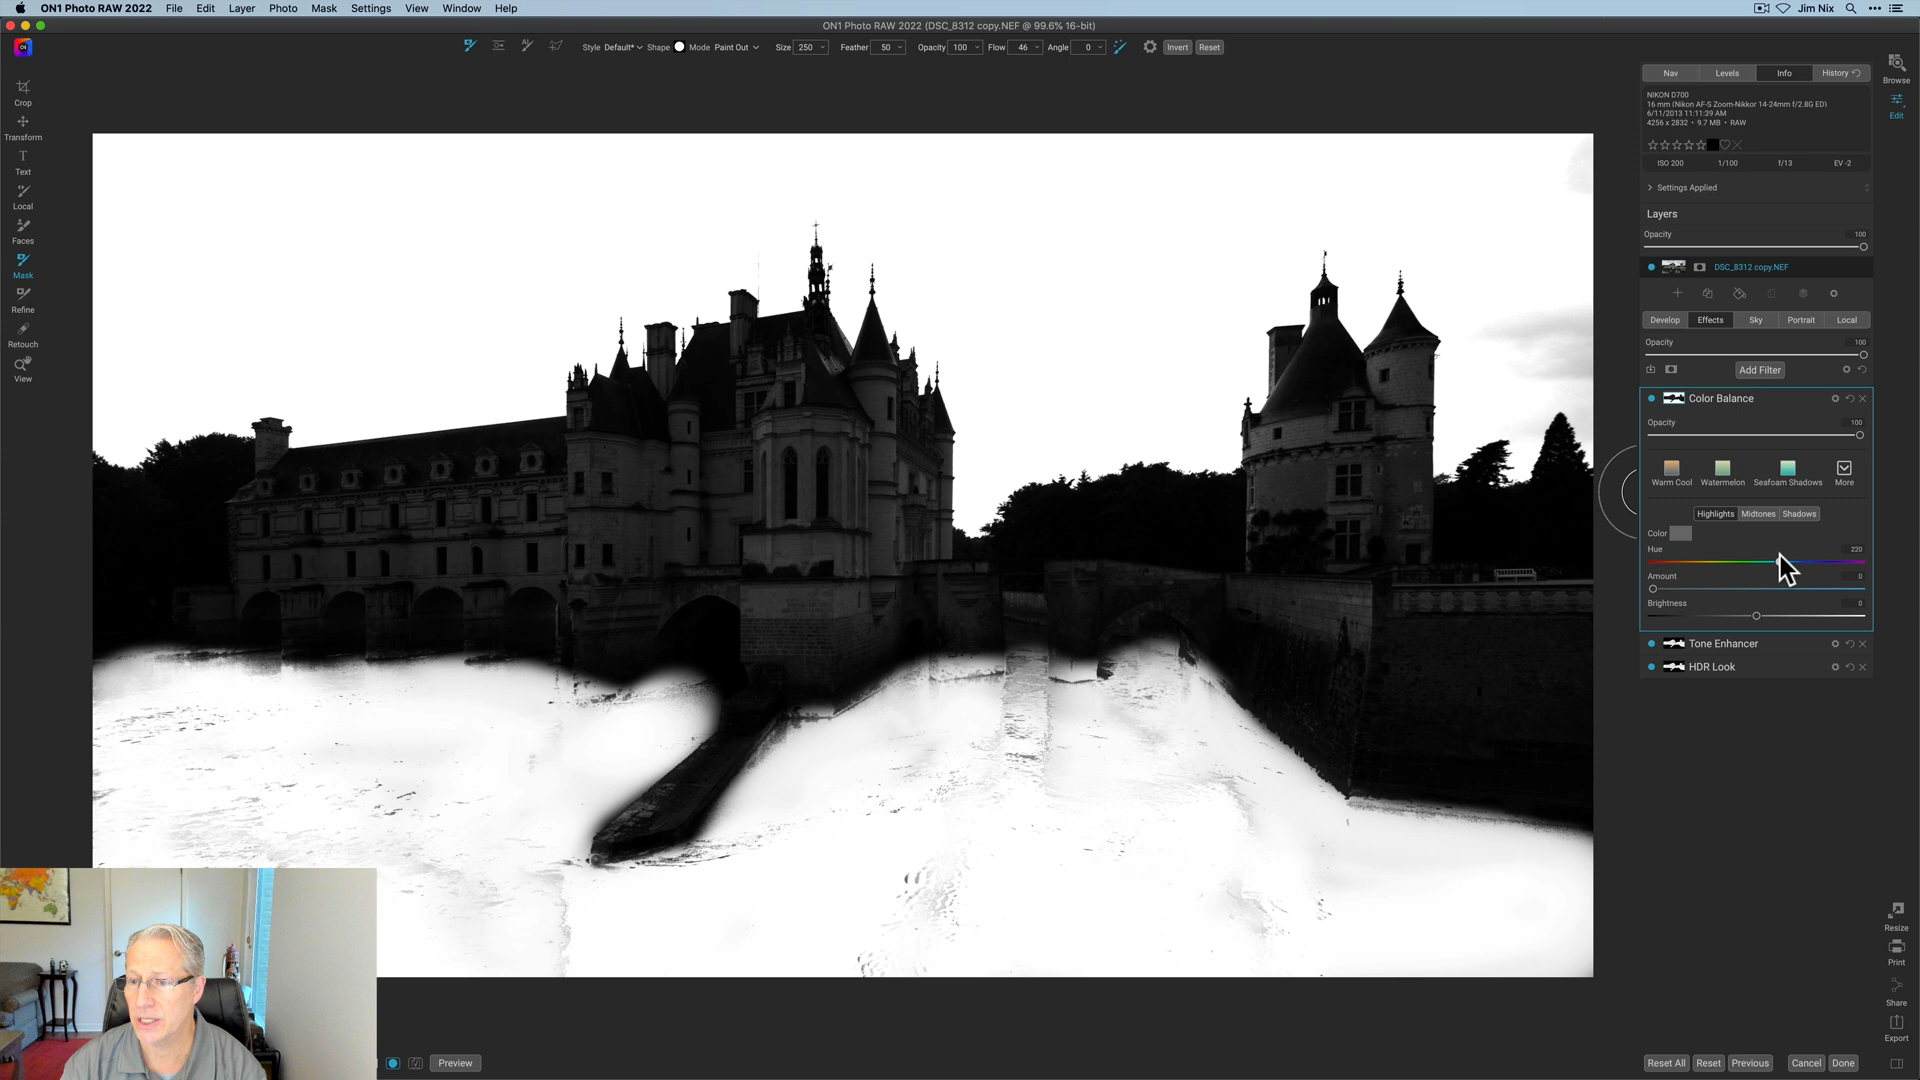 ON1 Photo RAW 2022 File Edit Layer Photo Mask Settings View Window Help Jim Nix
ON1 Photo RAW 2022 (DSC_8312 copy.NEF @ 99.6% 16-bit)
Style Default* Shape Mode Paint Out Size 250 Feather 50 Opacity 100 Flow 46 Angle 0 Invert Reset
Crop
Transform
Text
Local
Faces
Mask
Refine
Retouch
View
Nav Levels Info History
NIKON D700
16 mm (Nikon AF-S Zoom-Nikkor 14-24mm f/2.8G ED)
6/11/2013 11:11:39 AM
4256 x 2832 • 9.7 MB • RAW
ISO 200 1/100 f/13 EV -2
Settings Applied
Layers
Opacity 100
DSC_8312 copy.NEF
Develop Effects Sky Portrait Local
Opacity 100
Add Filter
Color Balance
Opacity 100
Warm Cool Watermelon Seafoam Shadows More
Highlights Midtones Shadows
Color
Hue 220
Amount 0
Brightness 0
Tone Enhancer
HDR Look
Browse
Edit
Resize
Print
Share
Export
Preview
Reset All Reset Previous Cancel Done